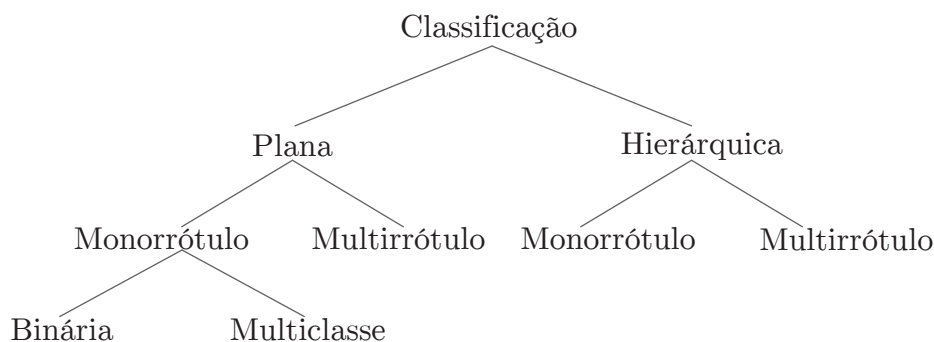 Classificação
Plana Hierárquica
Monorrótulo Multirrótulo Monorrótulo Multirrótulo
Binária Multiclasse